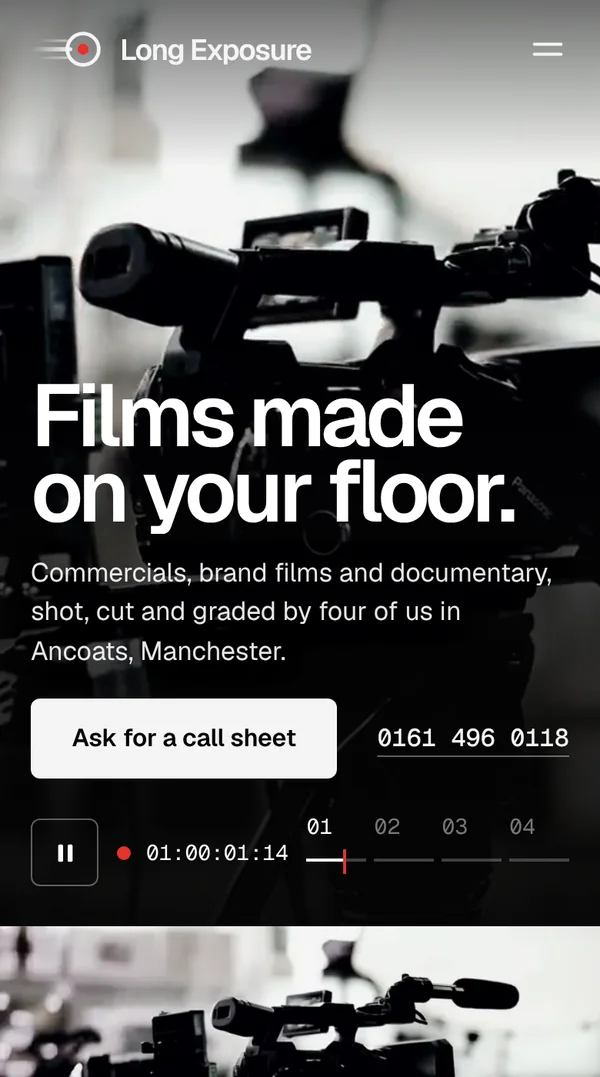 Long Exposure
Films made
on your floor.
Panasonic
Commercials, brand films and documentary,
shot, cut and graded by four of us in
Ancoats, Manchester.
Ask for a call sheet
0161 496 0118
01:00:01:14
01 02 03 04